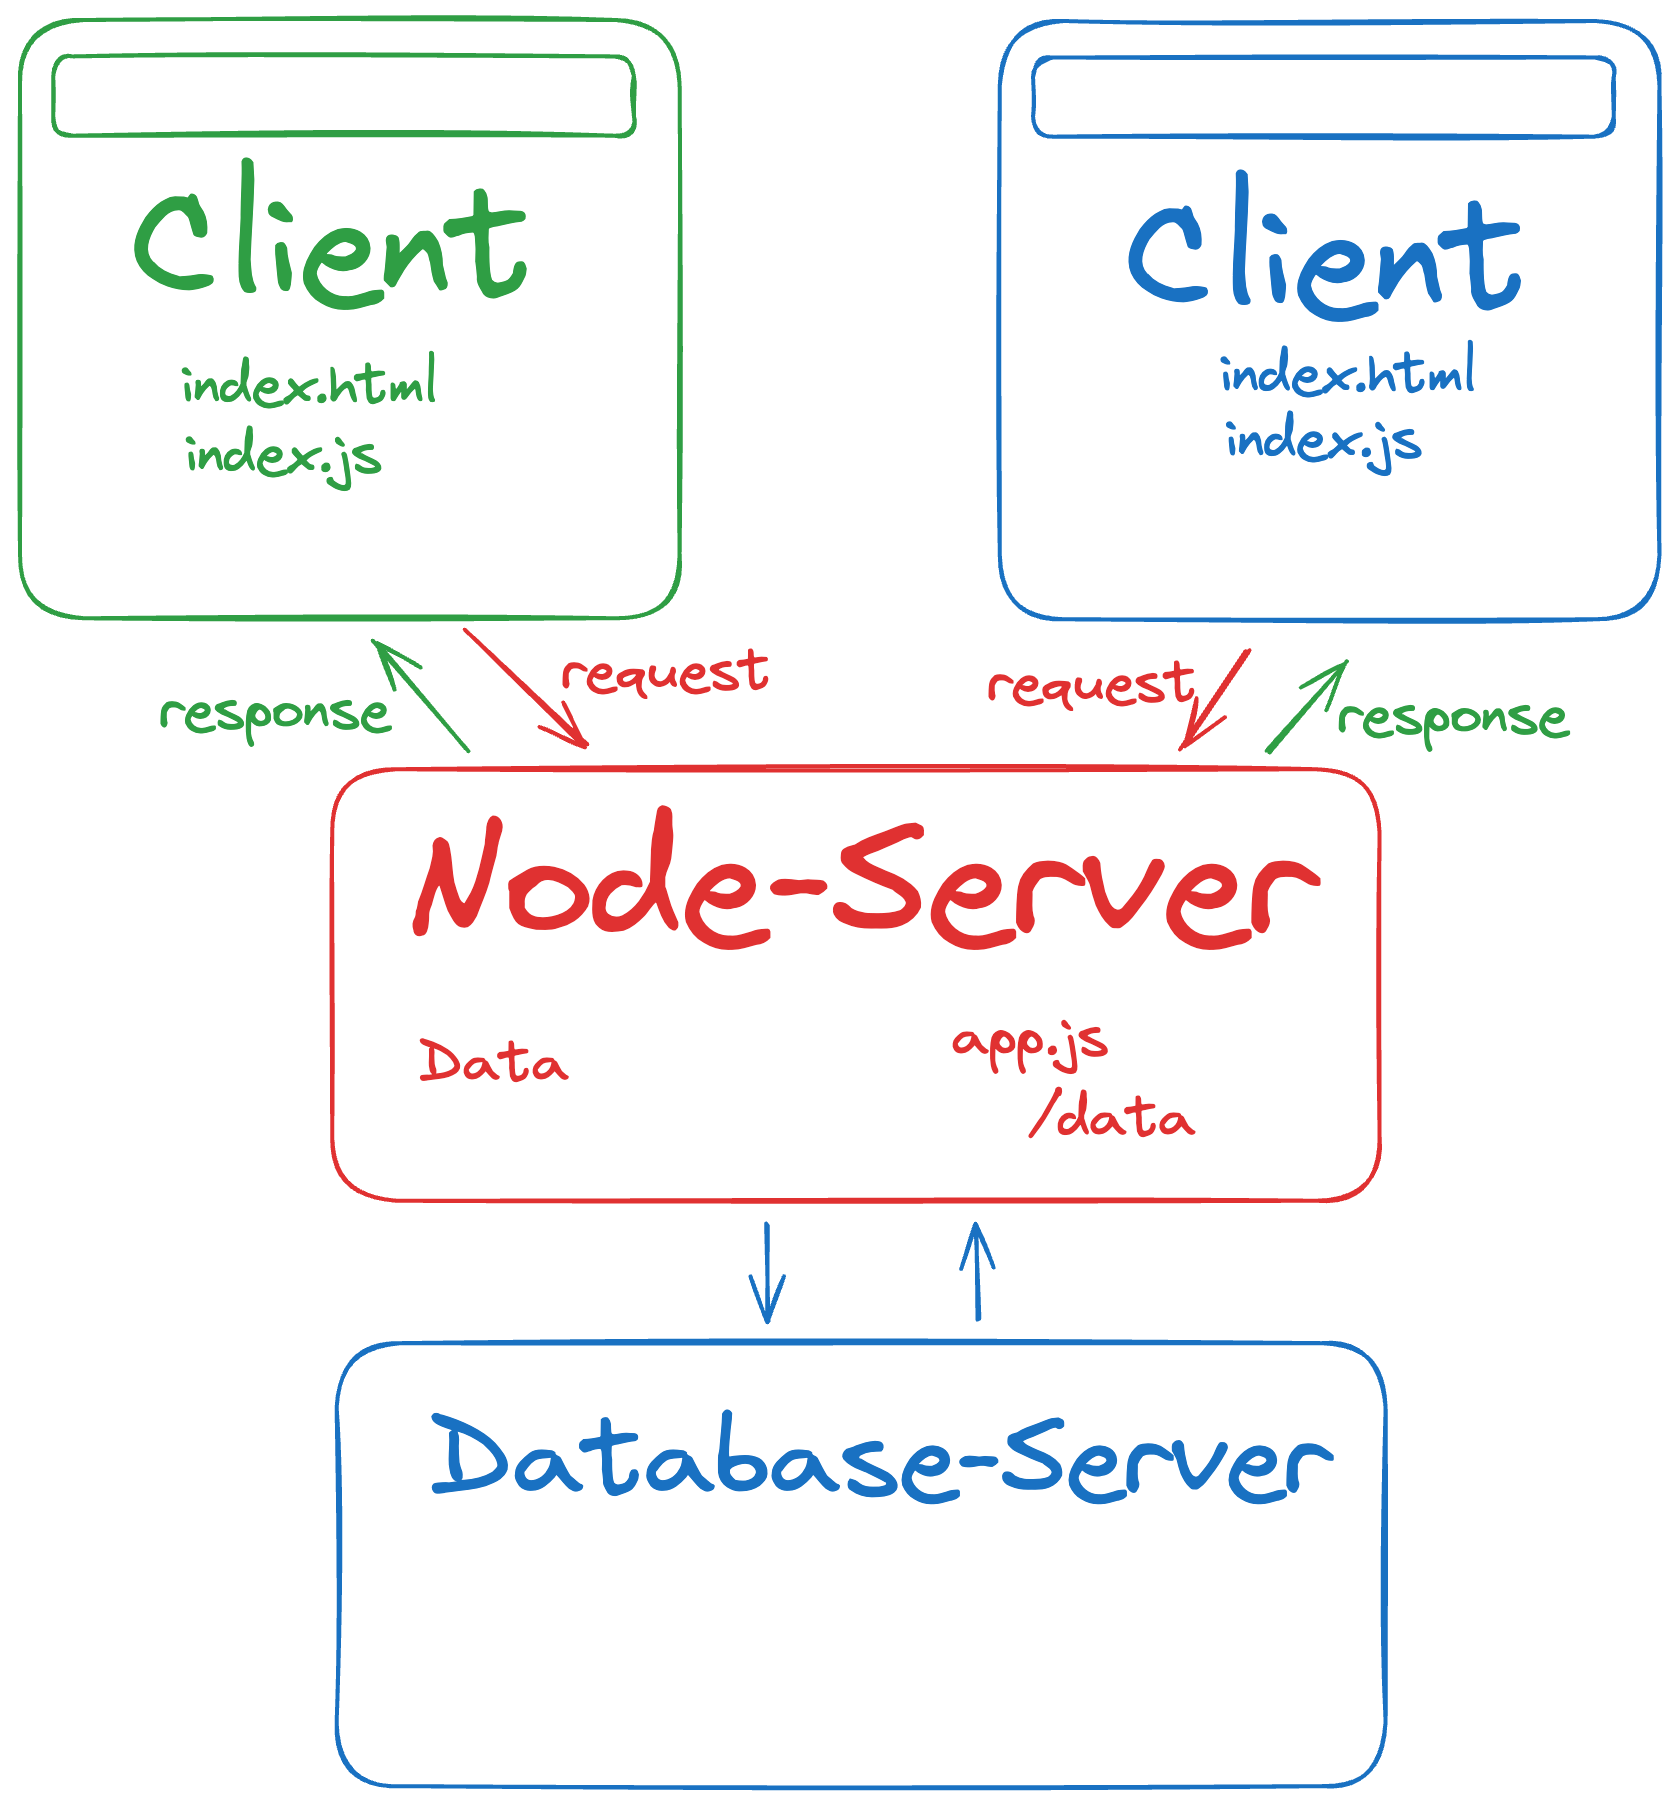 Client
index.html
index.js
Client
index.html
index.js
response
request
request
response
Node-Server
Data
app.js
/data
Database-Server